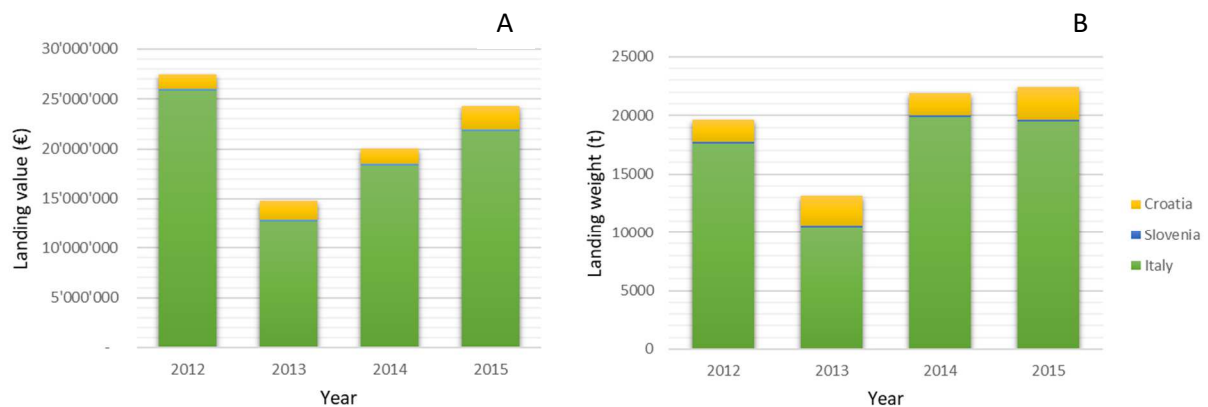 A
30'000'000
25'000'000
20'000'000
15'000'000
10'000'000
5'000'000
-
Landing value (€)
2012 2013 2014 2015
Year
B
25000
20000
15000
10000
5000
0
Landing weight (t)
2012 2013 2014 2015
Year
Croatia
Slovenia
Italy